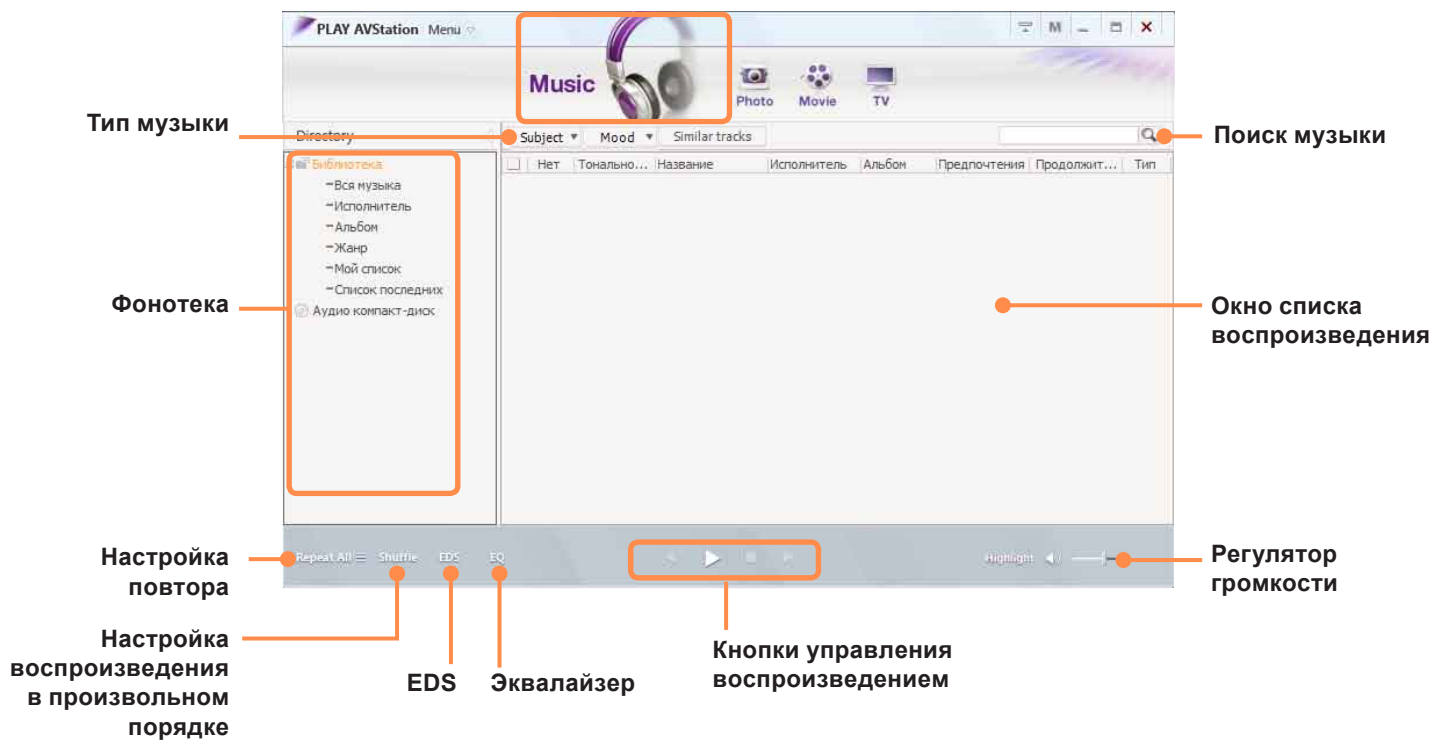 PLAY AVStation Menu
Music
Photo
Movie
TV
M
Тип музыки
Directory
Subject
Mood
Similar tracks
Поиск музыки
Библиотека
Вся музыка
Исполнитель
Альбом
Жанр
Мой список
Список последних
Аудио компакт-диск
Нет
Тонально...
Название
Исполнитель
Альбом
Предпочтения
Продолжит...
Тип
Фонотека
Окно списка
воспроизведения
Repeat All
Shuffle
EDS
EQ
Highlight
Настройка
повтора
Регулятор
громкости
Настройка
воспроизведения
в произвольном
порядке
EDS
Эквалайзер
Кнопки управления
воспроизведением